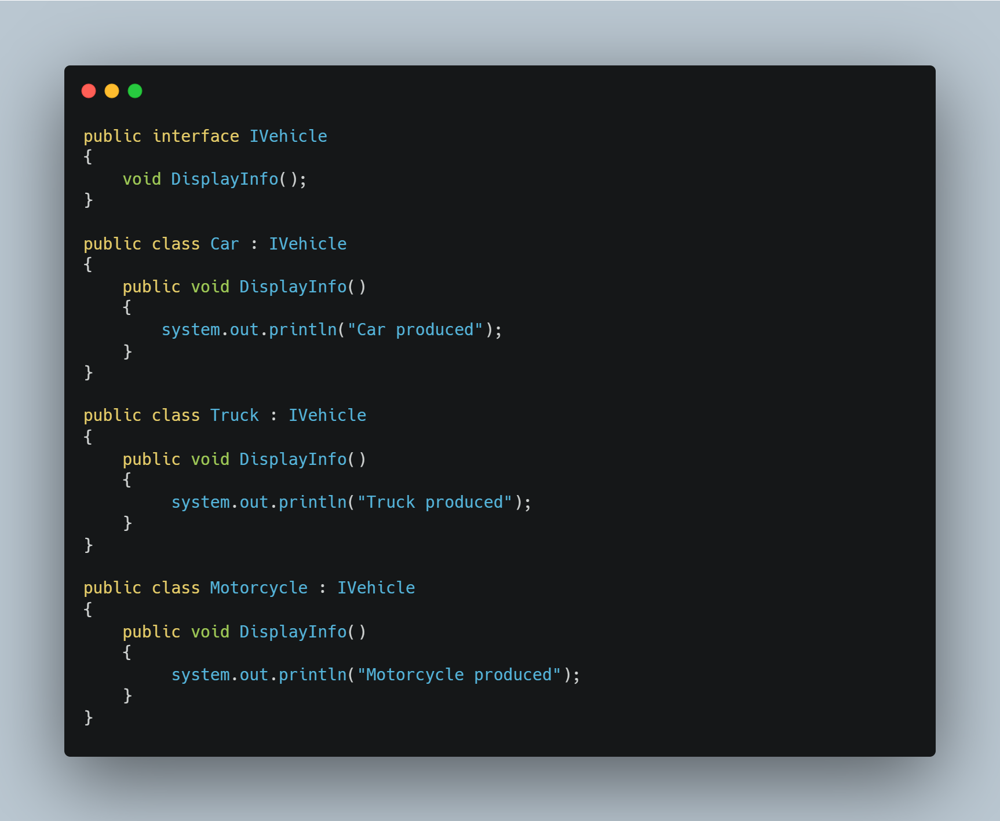 public interface IVehicle
{
    void DisplayInfo();
}

public class Car : IVehicle
{
    public void DisplayInfo()
    {
        system.out.println("Car produced");
    }
}

public class Truck : IVehicle
{
    public void DisplayInfo()
    {
         system.out.println("Truck produced");
    }
}

public class Motorcycle : IVehicle
{
    public void DisplayInfo()
    {
         system.out.println("Motorcycle produced");
    }
}